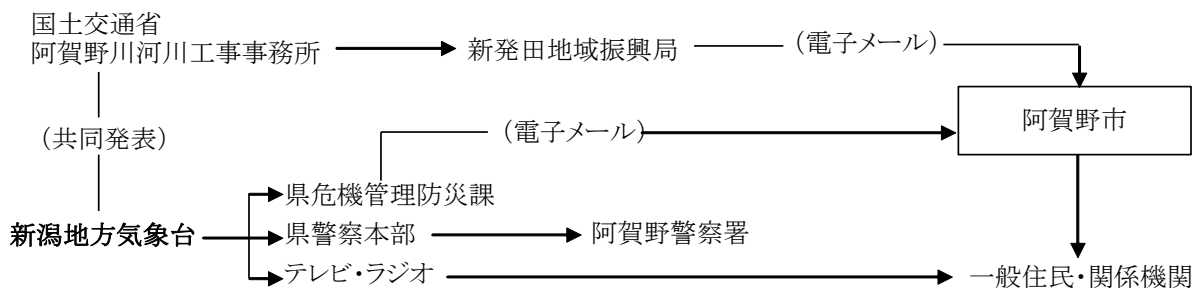 国土交通省
阿賀野川河川工事事務所
新発田地域振興局
(電子メール)
阿賀野市
(共同発表)
(電子メール)
県危機管理防災課
新潟地方気象台
県警察本部
阿賀野警察署
テレビ・ラジオ
一般住民・関係機関